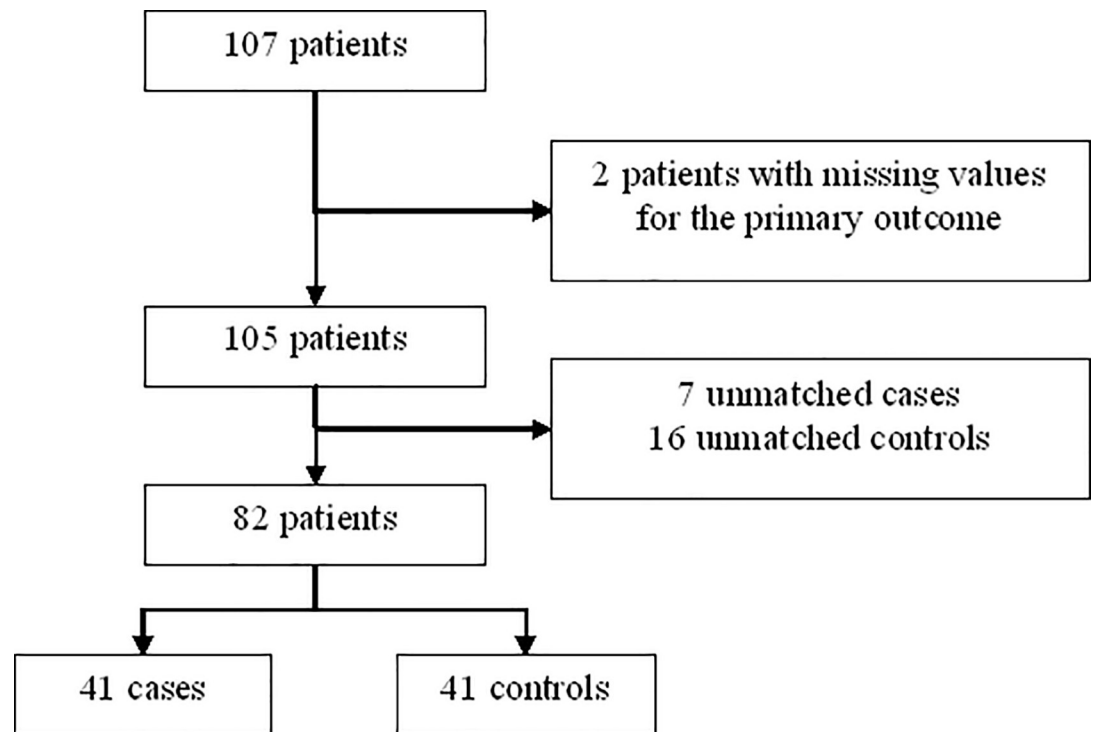 107 patients
2 patients with missing values
for the primary outcome
105 patients
7 unmatched cases
16 unmatched controls
82 patients
41 cases
41 controls